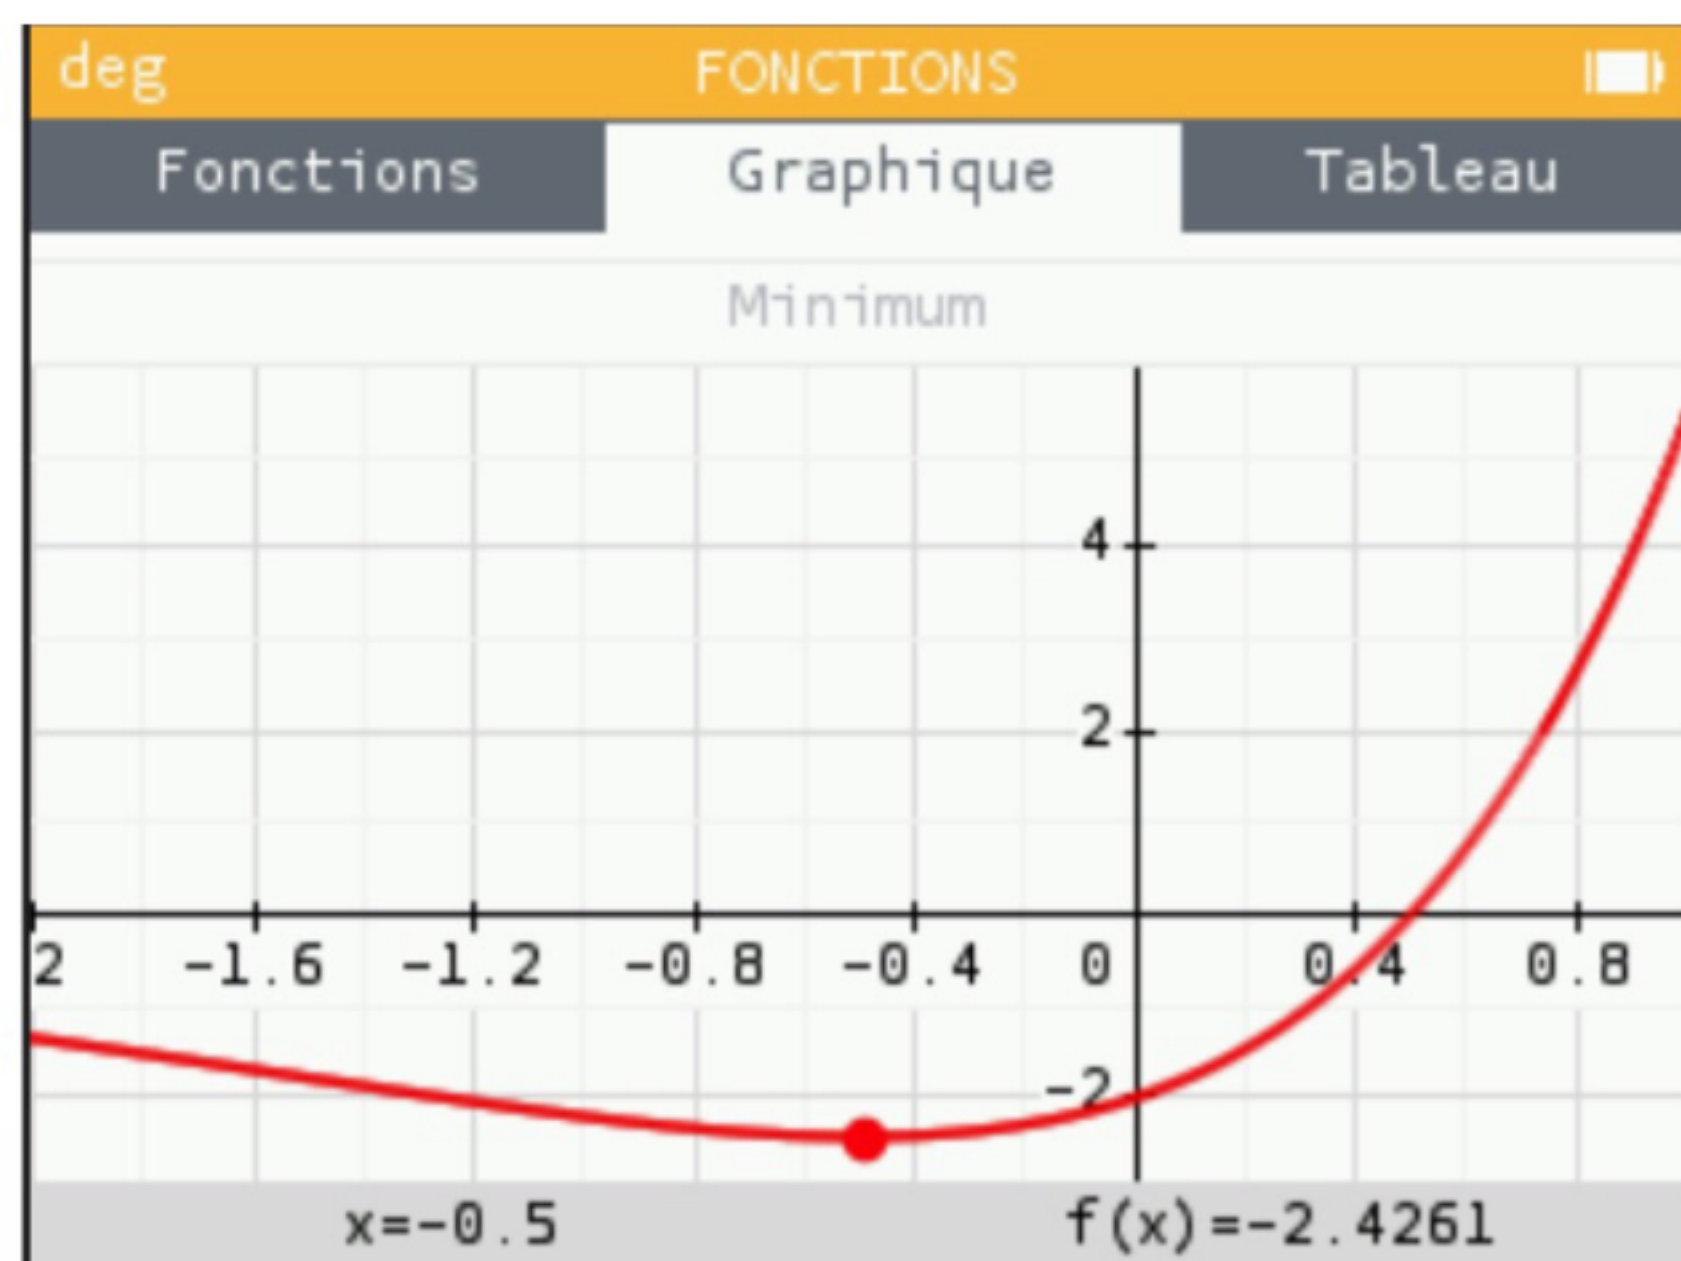 deg FONCTIONS
Fonctions Graphique Tableau
Minimum
4
2
2 -1.6 -1.2 -0.8 -0.4 0 0.4 0.8
-2
x=-0.5 f(x)=-2.4261